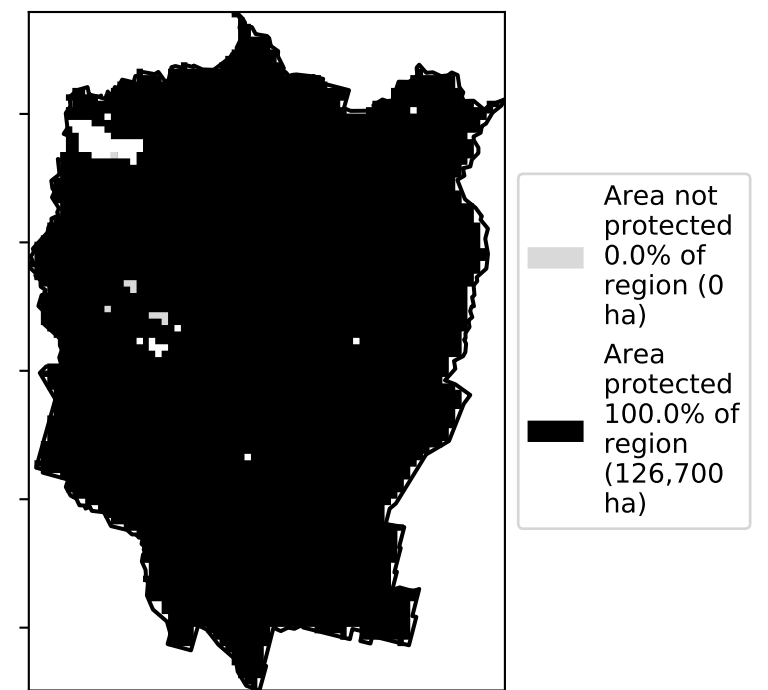 Area not
protected
0.0% of
region (0
ha)
Area
protected
100.0% of
region
(126,700
ha)